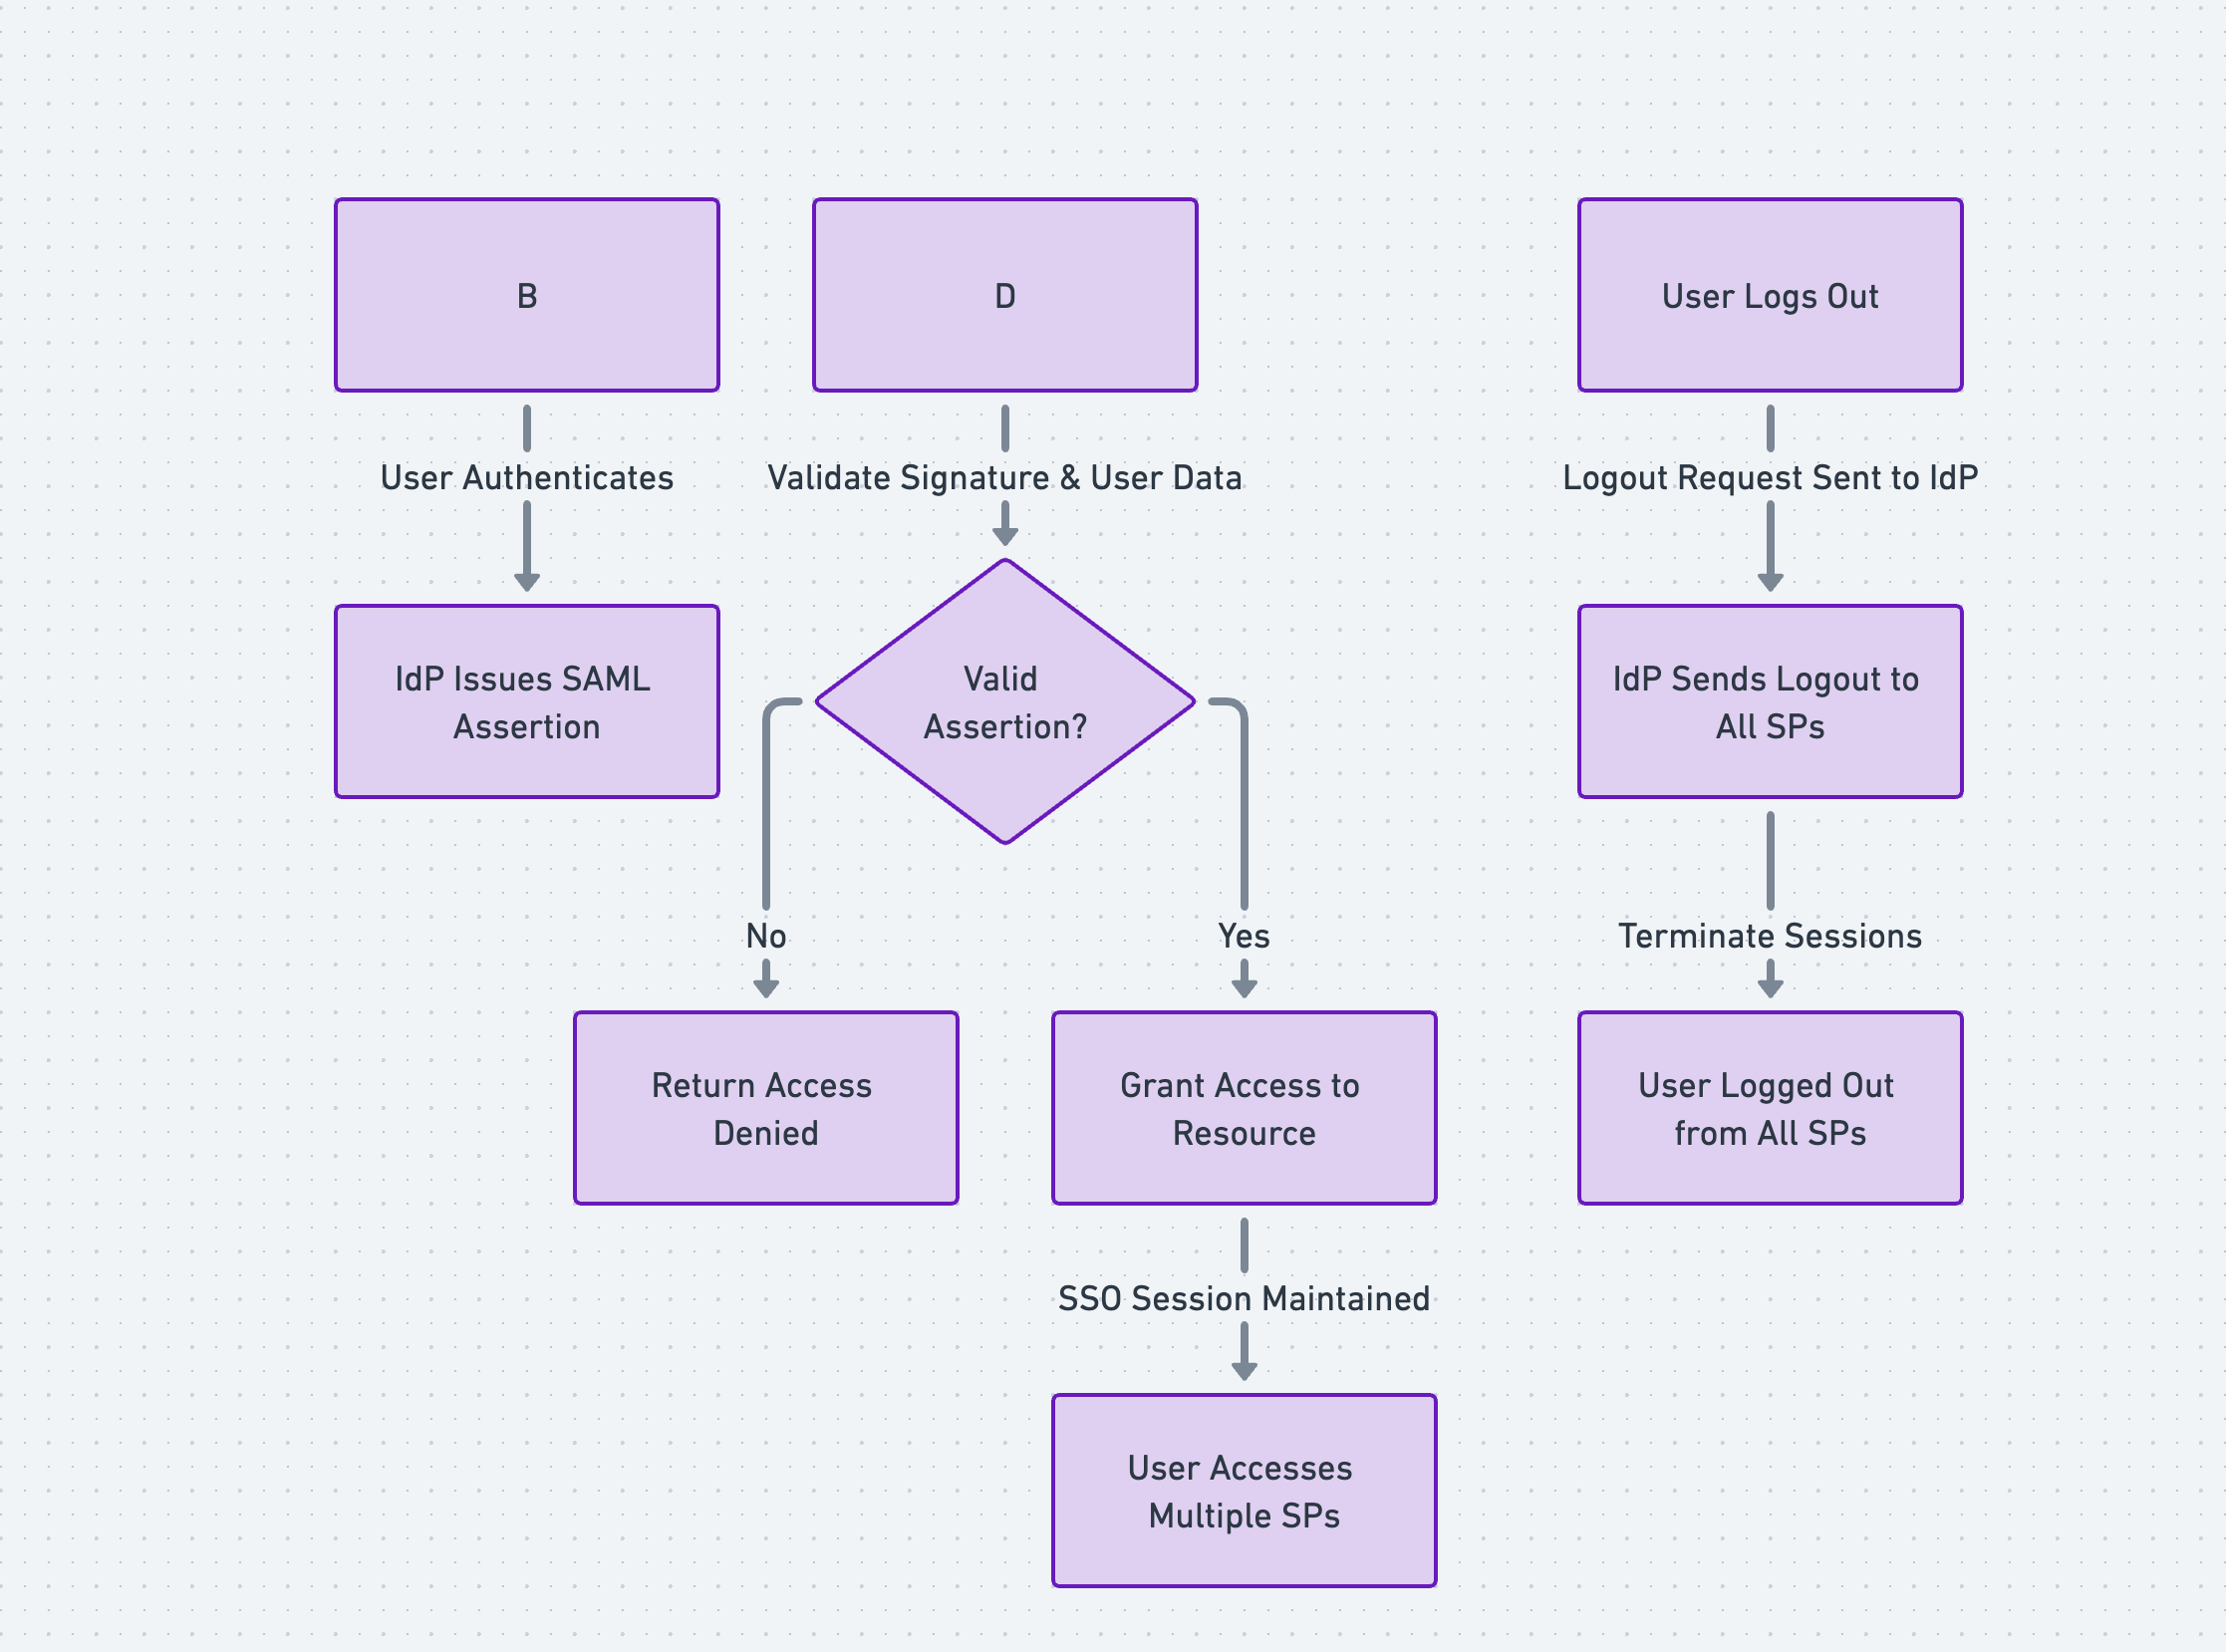 B
D
User Logs Out
User Authenticates
Validate Signature & User Data
Logout Request Sent to IdP
IdP Issues SAML
Assertion
Valid
Assertion?
IdP Sends Logout to
All SPs
No
Yes
Terminate Sessions
Return Access
Denied
Grant Access to
Resource
User Logged Out
from All SPs
SSO Session Maintained
User Accesses
Multiple SPs